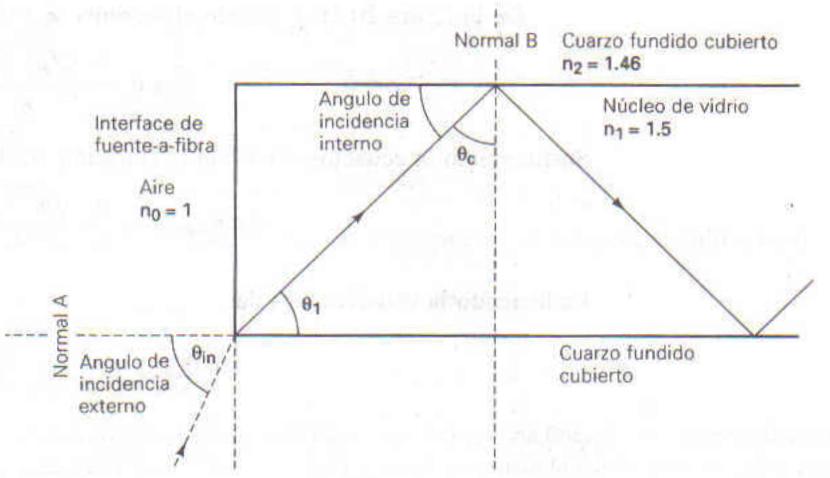 Normal B
Cuarzo fundido cubierto
n₂ = 1.46
Angulo de
incidencia
interno
θc
Núcleo de vidrio
n₁ = 1.5
Interface de
fuente-a-fibra
Aire
n₀ = 1
θ₁
Normal A
θin
Angulo de
incidencia
externo
Cuarzo fundido
cubierto